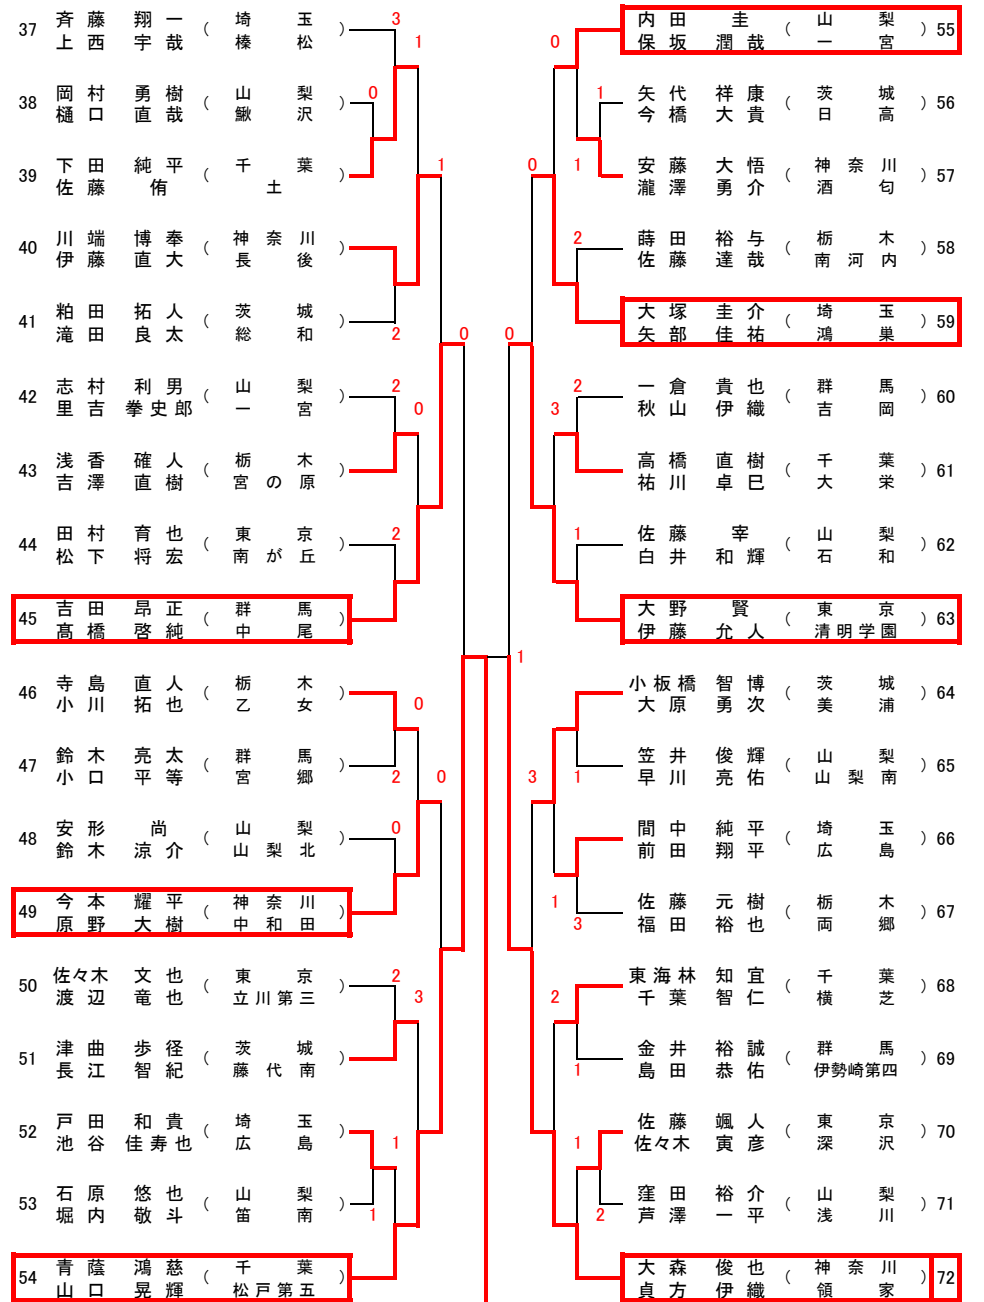 37 斉藤 翔一 ( 埼玉 )
上西 宇哉 榛松
38 岡村 勇樹 ( 山梨 )
樋口 直哉 鰍沢
39 下田 純平 ( 千葉 )
佐藤 侑 土
40 川端 博奉 ( 神奈川 )
伊藤 直大 長後
41 粕田 拓人 ( 茨城 )
滝田 良太 総和
42 志村 利男 ( 山梨 )
里吉 拳史郎 一宮
43 浅香 確人 ( 栃木 )
吉澤 直樹 宮の原
44 田村 育也 ( 東京 )
松下 将宏 南が丘
45 吉田 昂正 ( 群馬 )
髙橋 啓純 中尾
46 寺島 直人 ( 栃木 )
小川 拓也 乙女
47 鈴木 亮太 ( 群馬 )
小口 平等 宮郷
48 安形 尚 ( 山梨 )
鈴木 涼介 山梨北
49 今本 耀平 ( 神奈川 )
原野 大樹 中和田
50 佐々木 文也 ( 東京 )
渡辺 竜也 立川第三
51 津曲 歩径 ( 茨城 )
長江 智紀 藤代南
52 戸田 和貴 ( 埼玉 )
池谷 佳寿也 広島
53 石原 悠也 ( 山梨 )
堀内 敬斗 笛南
54 青蔭 鴻慈 ( 千葉 )
山口 晃輝 松戸第五
3
1
0
1
2
0
2
0
2
0
2
0
0
2
3
1
1
内田 圭 ( 山梨 ) 55
保坂 潤哉 一宮
矢代 祥康 ( 茨城 ) 56
今橋 大貴 日高
安藤 大悟 ( 神奈川 ) 57
瀧澤 勇介 酒匂
蒔田 裕与 ( 栃木 ) 58
佐藤 達哉 南河内
大塚 圭介 ( 埼玉 ) 59
矢部 佳祐 鴻巣
一倉 貴也 ( 群馬 ) 60
秋山 伊織 吉岡
高橋 直樹 ( 千葉 ) 61
祐川 卓巳 大栄
佐藤 宰 ( 山梨 ) 62
白井 和輝 石和
大野 賢 ( 東京 ) 63
伊藤 允人 清明学園
小板橋 智博 ( 茨城 ) 64
大原 勇次 美浦
笠井 俊輝 ( 山梨 ) 65
早川 亮佑 山梨南
間中 純平 ( 埼玉 ) 66
前田 翔平 広島
佐藤 元樹 ( 栃木 ) 67
福田 裕也 両郷
東海林 知宜 ( 千葉 ) 68
千葉 智仁 横芝
金井 裕誠 ( 群馬 ) 69
島田 恭佑 伊勢崎第四
佐藤 颯人 ( 東京 ) 70
佐々木 寅彦 深沢
窪田 裕介 ( 山梨 ) 71
芦澤 一平 浅川
大森 俊也 ( 神奈川 ) 72
貞方 伊織 領家
0
1
0
1
2
0
2
3
1
1
3
1
1
3
2
1
1
2